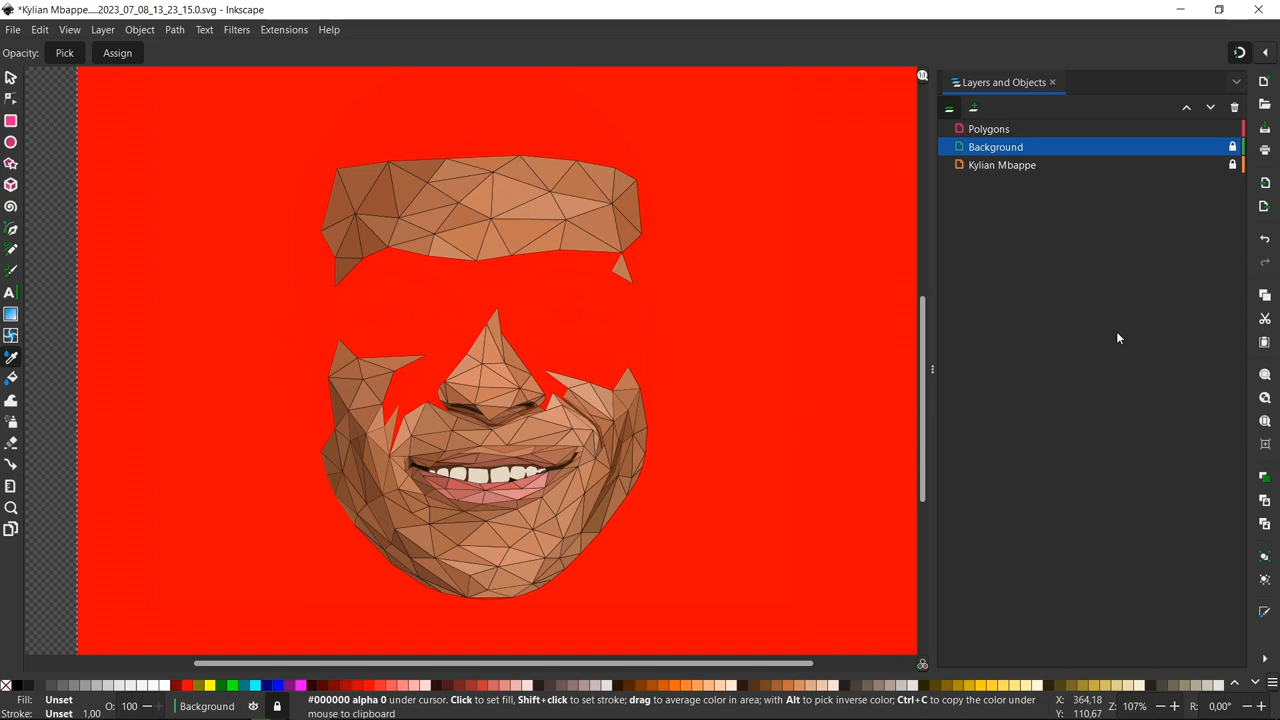 *Kylian Mbappe__2023_07_08_13_23_15.0.svg - Inkscape
File Edit View Layer Object Path Text Filters Extensions Help
Opacity: Pick Assign
Layers and Objects
Polygons
Background
Kylian Mbappe
Fill: Unset
Stroke: Unset 1,00
O: 100
Background
#000000 alpha 0 under cursor. Click to set fill, Shift+click to set stroke; drag to average color in area; with Alt to pick inverse color; Ctrl+C to copy the color under
mouse to clipboard
X: 364,18
Y: 110,67
Z: 107%
R: 0,00°